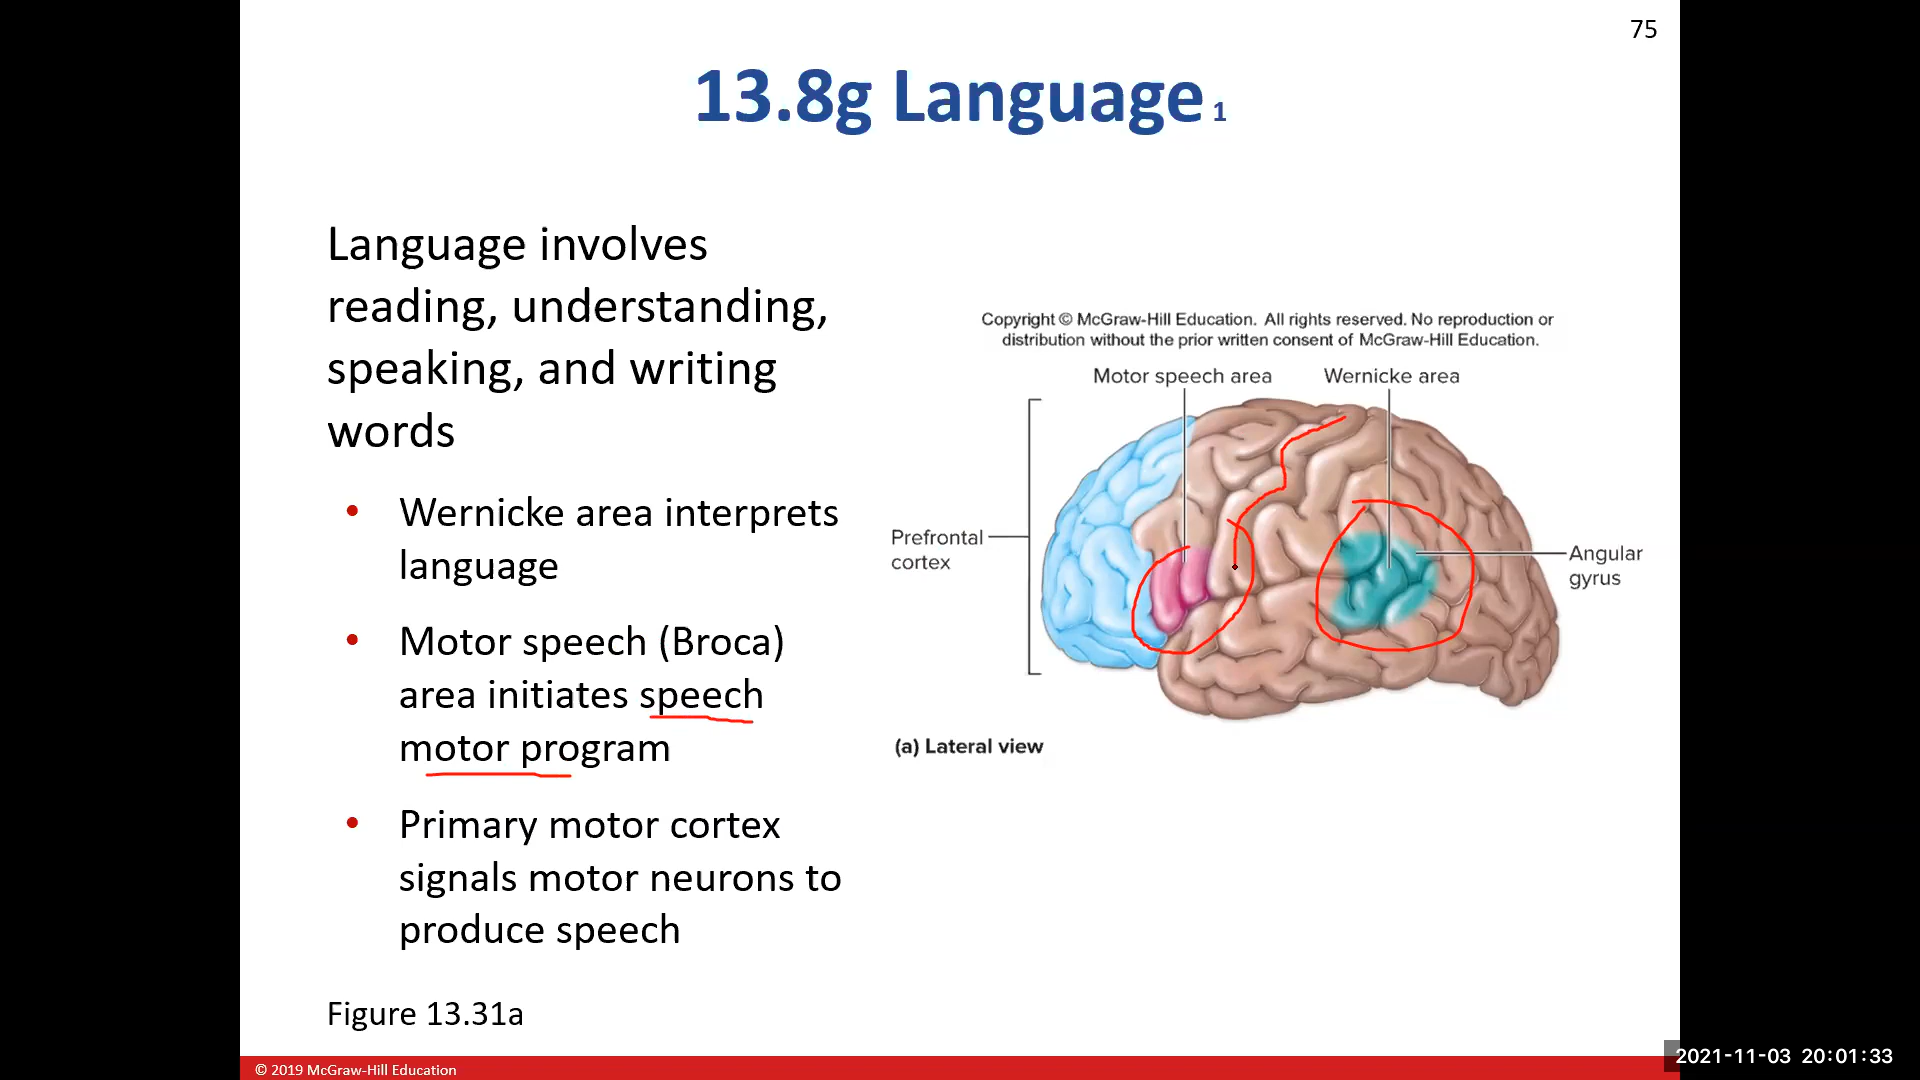 75
13.8g Language 1
Language involves
reading, understanding,
speaking, and writing
words
• Wernicke area interprets
language
• Motor speech (Broca)
area initiates speech
motor program
• Primary motor cortex
signals motor neurons to
produce speech
Figure 13.31a
Copyright © McGraw-Hill Education. All rights reserved. No reproduction or
distribution without the prior written consent of McGraw-Hill Education.
Motor speech area
Wernicke area
Prefrontal
cortex
Angular
gyrus
(a) Lateral view
© 2019 McGraw-Hill Education
2021-11-03 20:01:33